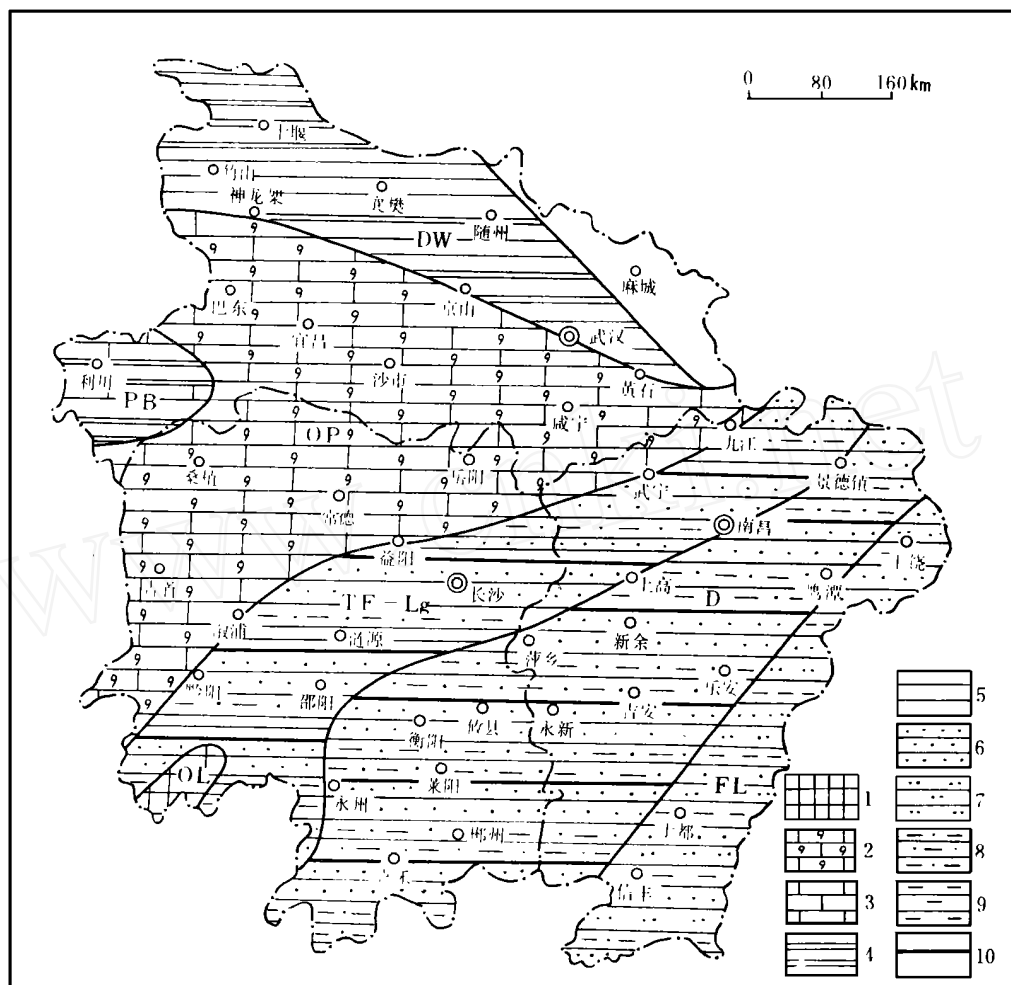 0 80 160km
十堰
竹山
神龙架
襄樊
随州
DW
麻城
巴东
京山
宜昌
武汉
利川
沙市
黄石
PB
咸宁
OP
九江
桑植
岳阳
景德镇
武宁
常德
南昌
益阳
上饶
吉首
长沙
上高
鹰潭
D
TF-Lg
溆浦
涟源
新余
萍乡
黔阳
乐安
邵阳
吉安
攸县
永新
衡阳
OL
莱阳
FL
永州
郴州
信丰
1
2
3
4
5
6
7
8
9
10
www.cnki.net